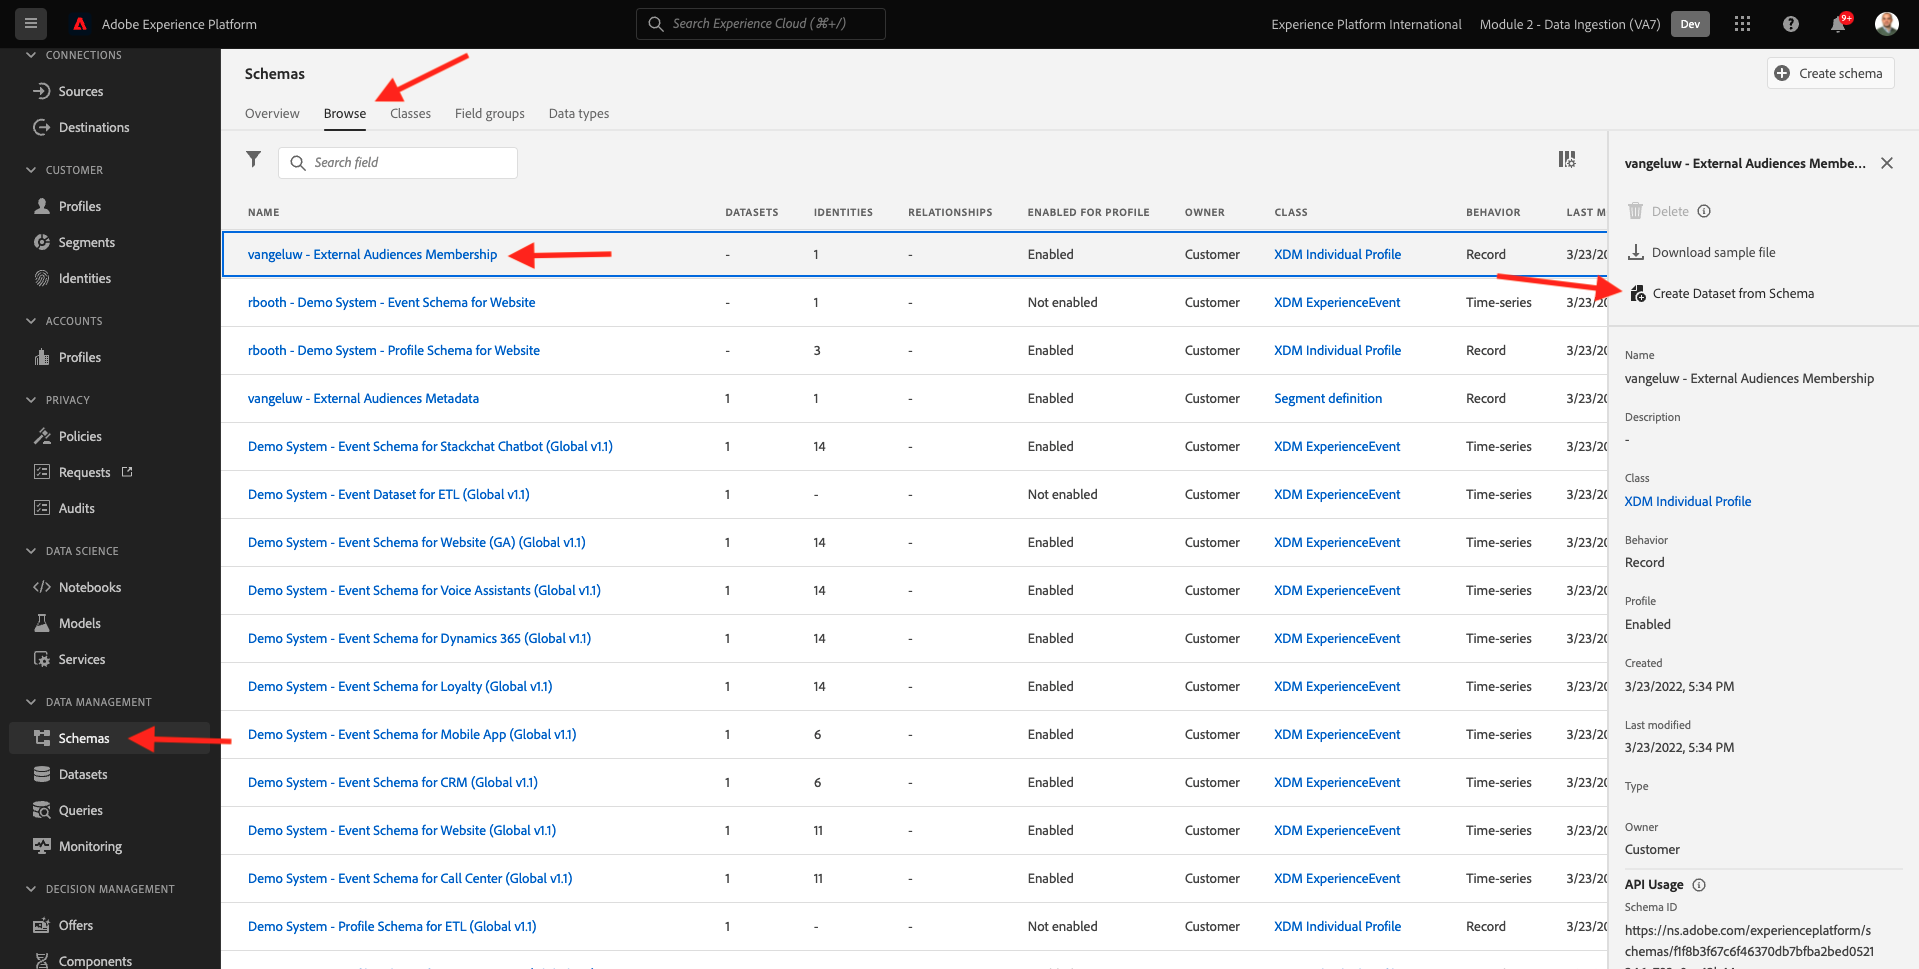 Adobe Experience Platform
Search Experience Cloud (⌘+/)
Experience Platform International
Module 2 - Data Ingestion (VA7)
Dev
9+
CONNECTIONS
Sources
Destinations
CUSTOMER
Profiles
Segments
Identities
ACCOUNTS
Profiles
PRIVACY
Policies
Requests
Audits
DATA SCIENCE
Notebooks
Models
Services
DATA MANAGEMENT
Schemas
Datasets
Queries
Monitoring
DECISION MANAGEMENT
Offers
Components
Schemas
Create schema
Overview Browse Classes Field groups Data types
Search field
NAME DATASETS IDENTITIES RELATIONSHIPS ENABLED FOR PROFILE OWNER CLASS BEHAVIOR LAST M
vangeluw - External Audiences Membership - 1 - Enabled Customer XDM Individual Profile Record 3/23/20
rbooth - Demo System - Event Schema for Website - 1 - Not enabled Customer XDM ExperienceEvent Time-series 3/23/20
rbooth - Demo System - Profile Schema for Website - 3 - Enabled Customer XDM Individual Profile Record 3/23/20
vangeluw - External Audiences Metadata 1 1 - Enabled Customer Segment definition Record 3/23/20
Demo System - Event Schema for Stackchat Chatbot (Global v1.1) 1 14 - Enabled Customer XDM ExperienceEvent Time-series 3/23/20
Demo System - Event Dataset for ETL (Global v1.1) 1 - - Not enabled Customer XDM ExperienceEvent Time-series 3/23/20
Demo System - Event Schema for Website (GA) (Global v1.1) 1 14 - Enabled Customer XDM ExperienceEvent Time-series 3/23/20
Demo System - Event Schema for Voice Assistants (Global v1.1) 1 14 - Enabled Customer XDM ExperienceEvent Time-series 3/23/20
Demo System - Event Schema for Dynamics 365 (Global v1.1) 1 14 - Enabled Customer XDM ExperienceEvent Time-series 3/23/20
Demo System - Event Schema for Loyalty (Global v1.1) 1 14 - Enabled Customer XDM ExperienceEvent Time-series 3/23/20
Demo System - Event Schema for Mobile App (Global v1.1) 1 6 - Enabled Customer XDM ExperienceEvent Time-series 3/23/20
Demo System - Event Schema for CRM (Global v1.1) 1 6 - Enabled Customer XDM ExperienceEvent Time-series 3/23/20
Demo System - Event Schema for Website (Global v1.1) 1 11 - Enabled Customer XDM ExperienceEvent Time-series 3/23/20
Demo System - Event Schema for Call Center (Global v1.1) 1 11 - Enabled Customer XDM ExperienceEvent Time-series 3/23/20
Demo System - Profile Schema for ETL (Global v1.1) 1 - - Not enabled Customer XDM Individual Profile Record 3/23/20
vangeluw - External Audiences Membe...
Delete
Download sample file
Create Dataset from Schema
Name
vangeluw - External Audiences Membership
Description
-
Class
XDM Individual Profile
Behavior
Record
Profile
Enabled
Created
3/23/2022, 5:34 PM
Last modified
3/23/2022, 5:34 PM
Type
Owner
Customer
API Usage
Schema ID
https://ns.adobe.com/experienceplatform/s
chemas/f1f8b3f67c6f46370db7bfba2bed0521